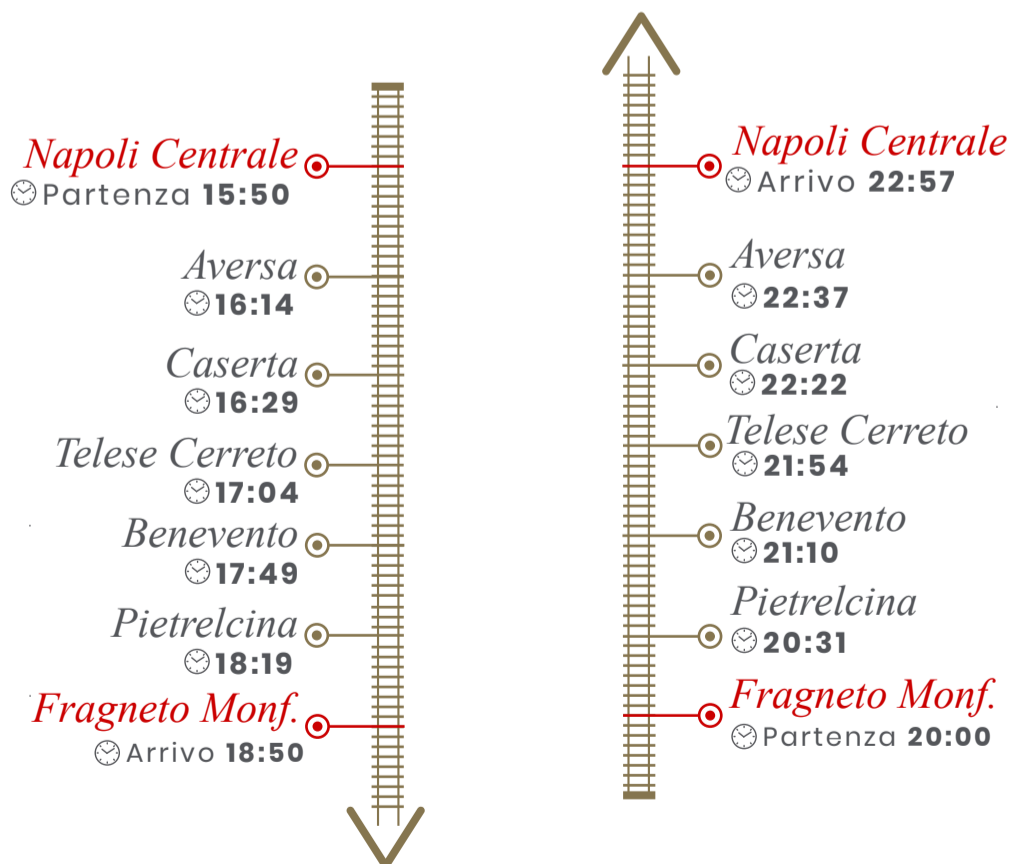 Napoli Centrale
Partenza 15:50
Aversa
16:14
Caserta
16:29
Telese Cerreto
17:04
Benevento
17:49
Pietrelcina
18:19
Fragneto Monf.
Arrivo 18:50
Napoli Centrale
Arrivo 22:57
Aversa
22:37
Caserta
22:22
Telese Cerreto
21:54
Benevento
21:10
Pietrelcina
20:31
Fragneto Monf.
Partenza 20:00